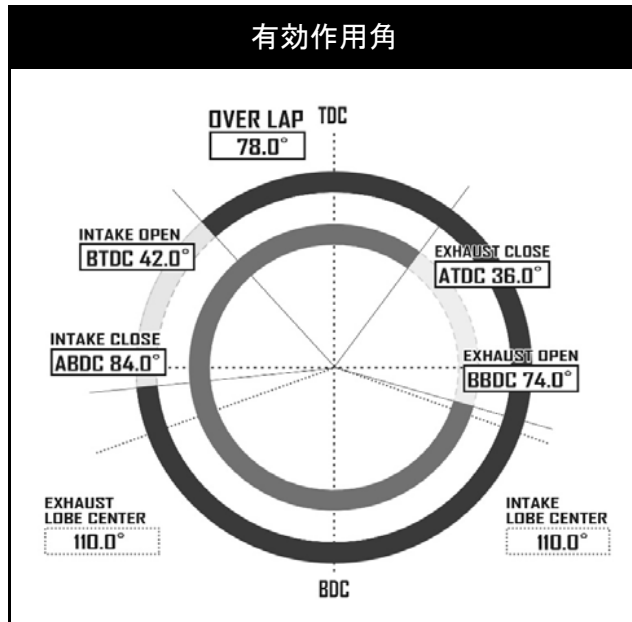 有効作用角
OVER LAP
78.0°
TDC
INTAKE OPEN
BTDC 42.0°
EXHAUST CLOSE
ATDC 36.0°
INTAKE CLOSE
ABDC 84.0°
EXHAUST OPEN
BBDC 74.0°
EXHAUST
LOBE CENTER
110.0°
INTAKE
LOBE CENTER
110.0°
BDC